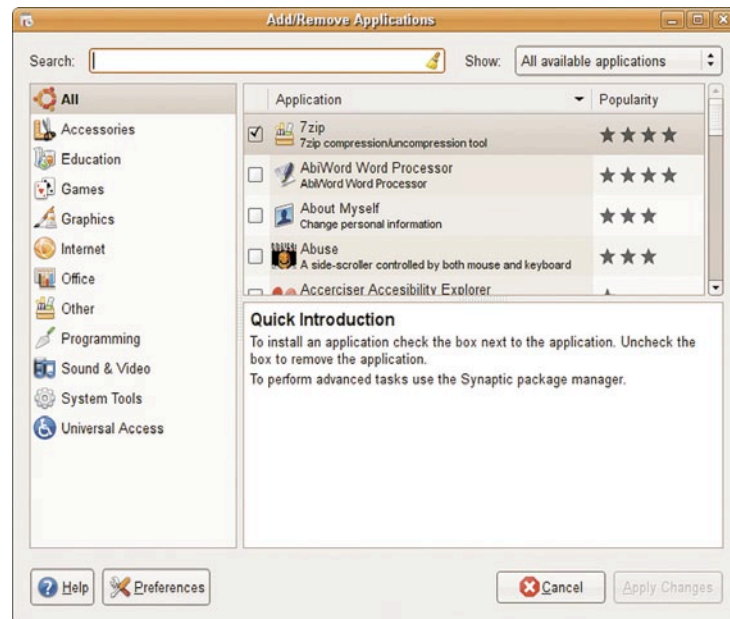 Add/Remove Applications
Search:
Show: All available applications
All
Accessories
Education
Games
Graphics
Internet
Office
Other
Programming
Sound & Video
System Tools
Universal Access
Application Popularity
7zip
7zip compression/uncompression tool
AbiWord Word Processor
AbiWord Word Processor
About Myself
Change personal information
Abuse
A side-scroller controlled by both mouse and keyboard
Accerciser Accesibility Explorer
Quick Introduction
To install an application check the box next to the application. Uncheck the
box to remove the application.
To perform advanced tasks use the Synaptic package manager.
Help
Preferences
Cancel
Apply Changes